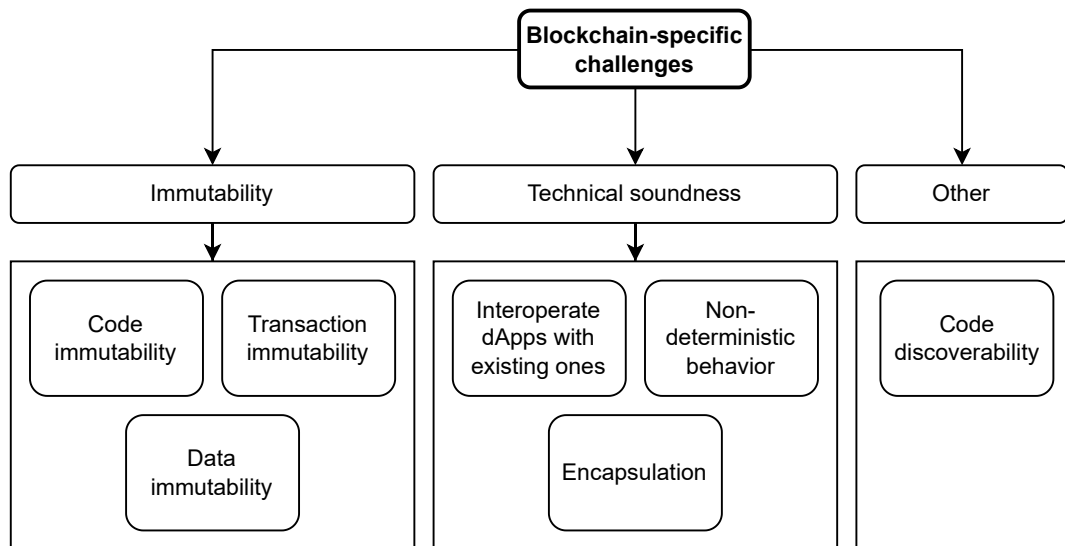 Blockchain-specific
challenges
Immutability
Technical soundness
Other
Code
immutability
Transaction
immutability
Data
immutability
Interoperate
dApps with
existing ones
Non-
deterministic
behavior
Encapsulation
Code
discoverability